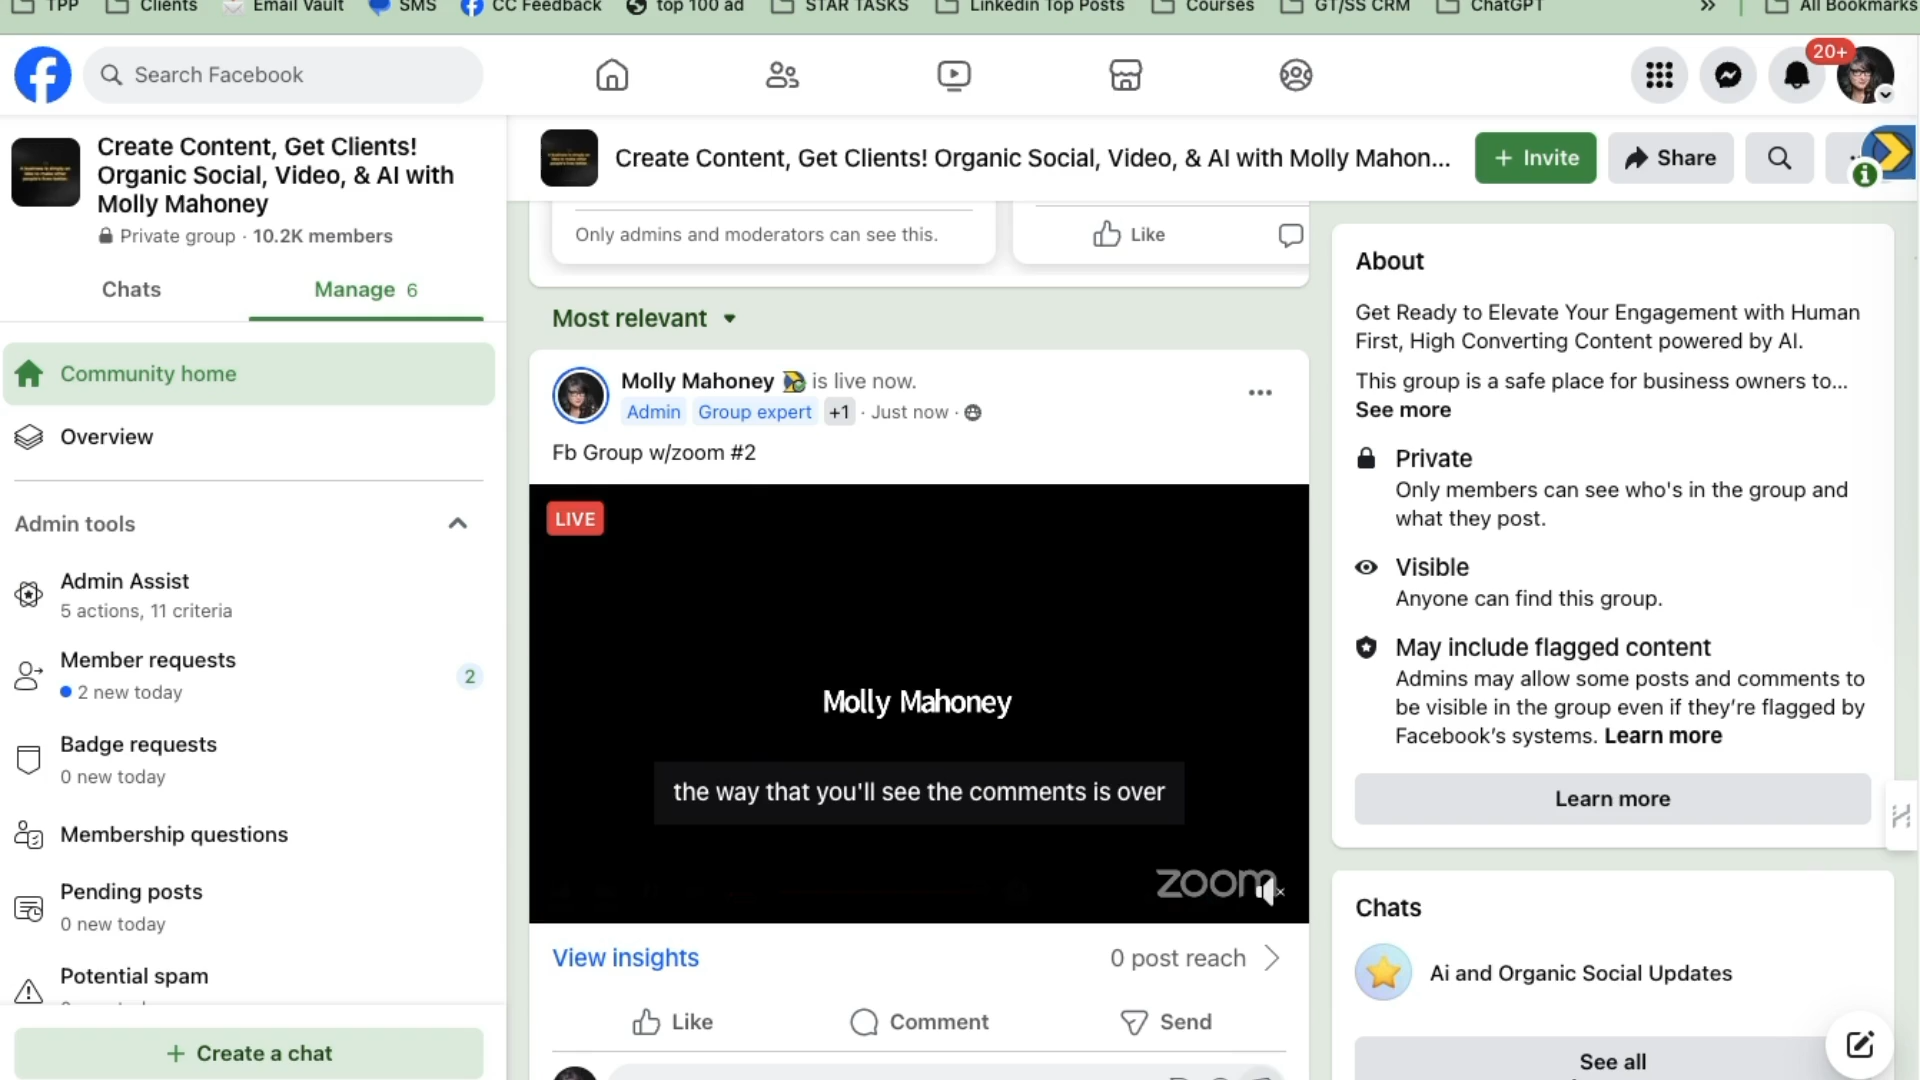 TPP
Clients
Email Vault
SMS
CC Feedback
top 100 ad
STAR TASKS
Linkedin Top Posts
Courses
GT/SS CRM
ChatGPT
»
All Bookmarks
Search Facebook
20+
Create Content, Get Clients!
Organic Social, Video, & AI with
Molly Mahoney
Private group · 10.2K members
Chats
Manage 6
Community home
Overview
Admin tools
Admin Assist
5 actions, 11 criteria
Member requests
2 new today
2
Badge requests
0 new today
Membership questions
Pending posts
0 new today
Potential spam
+ Create a chat
Create Content, Get Clients! Organic Social, Video, & AI with Molly Mahon...
+ Invite
Share
Only admins and moderators can see this.
Like
Most relevant
Molly Mahoney is live now.
Admin Group expert +1 · Just now ·
Fb Group w/zoom #2
LIVE
Molly Mahoney
the way that you'll see the comments is over
zoom
View insights
0 post reach
Like
Comment
Send
About
Get Ready to Elevate Your Engagement with Human
First, High Converting Content powered by AI.
This group is a safe place for business owners to...
See more
Private
Only members can see who's in the group and
what they post.
Visible
Anyone can find this group.
May include flagged content
Admins may allow some posts and comments to
be visible in the group even if they’re flagged by
Facebook’s systems. Learn more
Learn more
Chats
Ai and Organic Social Updates
See all